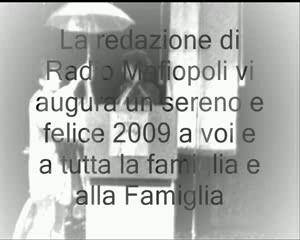 La redazione di
Radio Mafiopoli vi
augura un sereno e
felice 2009 a voi e
a tutta la famiglia e
alla Famiglia